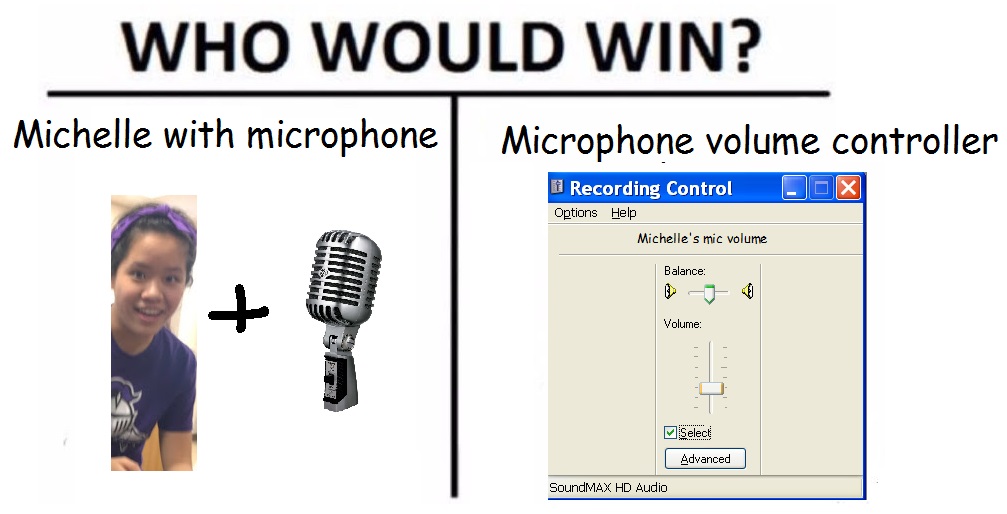 WHO WOULD WIN?
Michelle with microphone
Microphone volume controller
Recording Control
Options Help
Michelle's mic volume
Balance:
Volume:
Select
Advanced
SoundMAX HD Audio